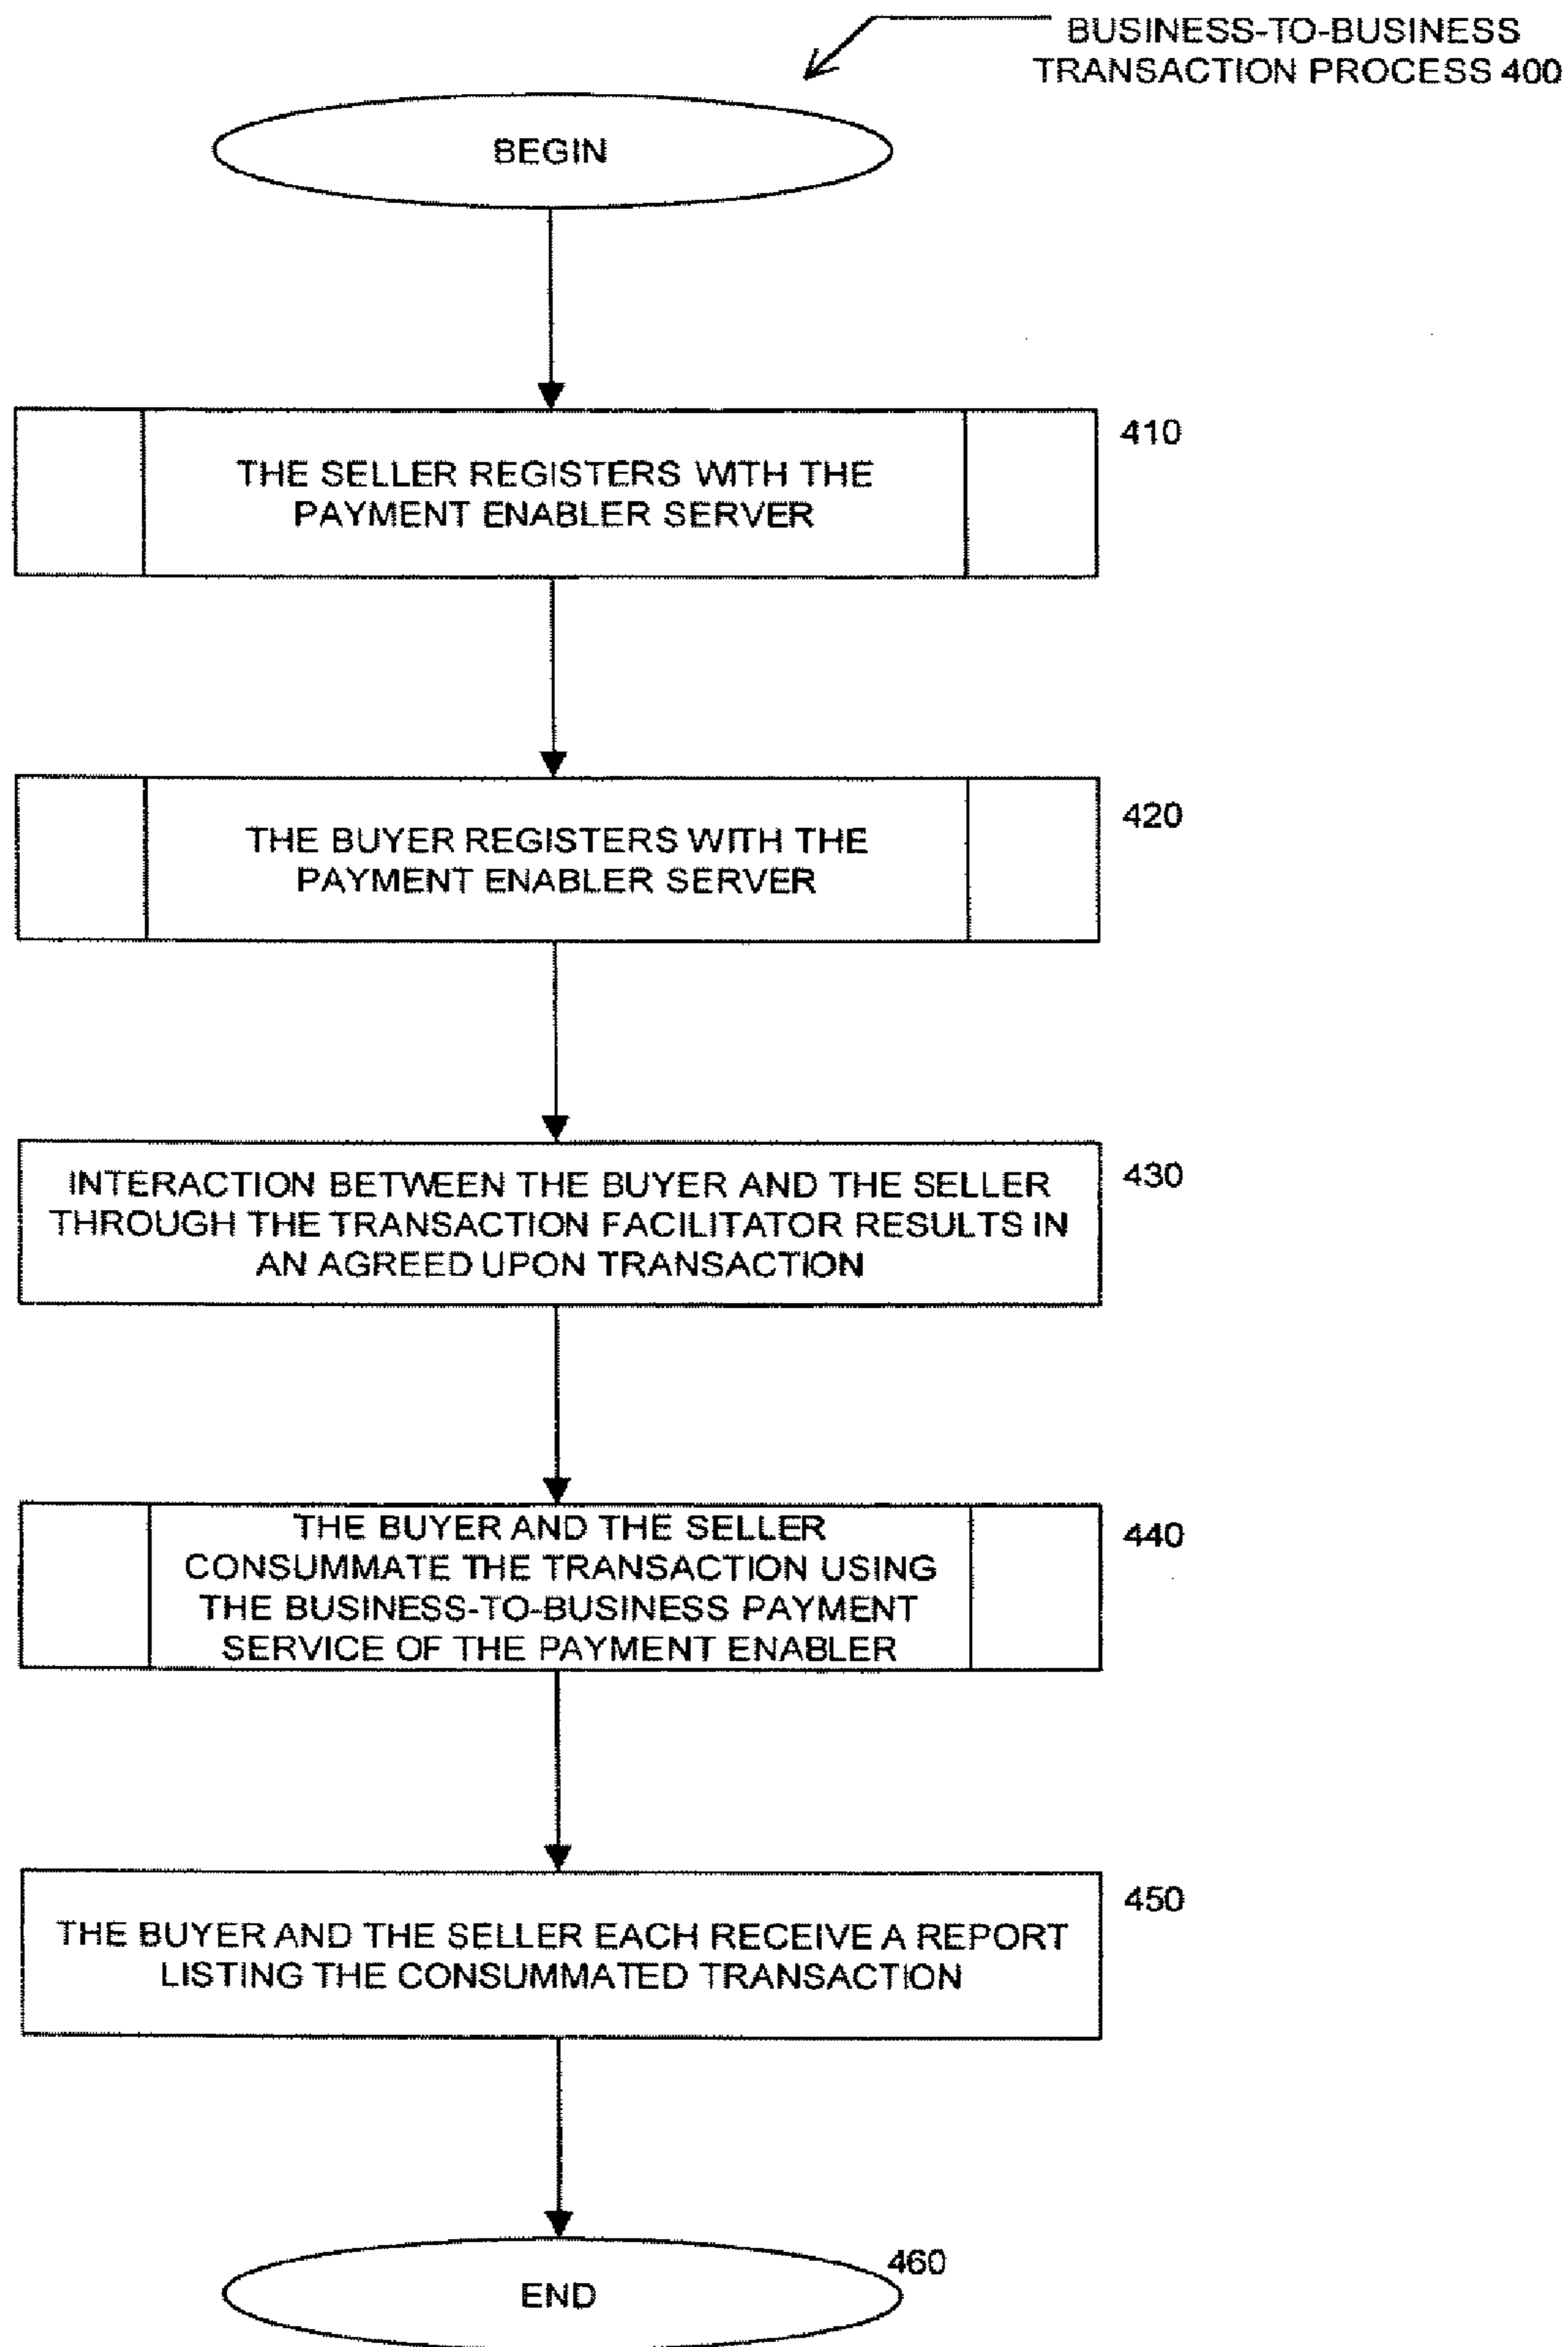 BUSINESS-TO-BUSINESS
TRANSACTION PROCESS 400
BEGIN
410
THE SELLER REGISTERS WITH THE
PAYMENT ENABLER SERVER
420
THE BUYER REGISTERS WITH THE
PAYMENT ENABLER SERVER
430
INTERACTION BETWEEN THE BUYER AND THE SELLER
THROUGH THE TRANSACTION FACILITATOR RESULTS IN
AN AGREED UPON TRANSACTION
440
THE BUYER AND THE SELLER
CONSUMMATE THE TRANSACTION USING
THE BUSINESS-TO-BUSINESS PAYMENT
SERVICE OF THE PAYMENT ENABLER
450
THE BUYER AND THE SELLER EACH RECEIVE A REPORT
LISTING THE CONSUMMATED TRANSACTION
460
END